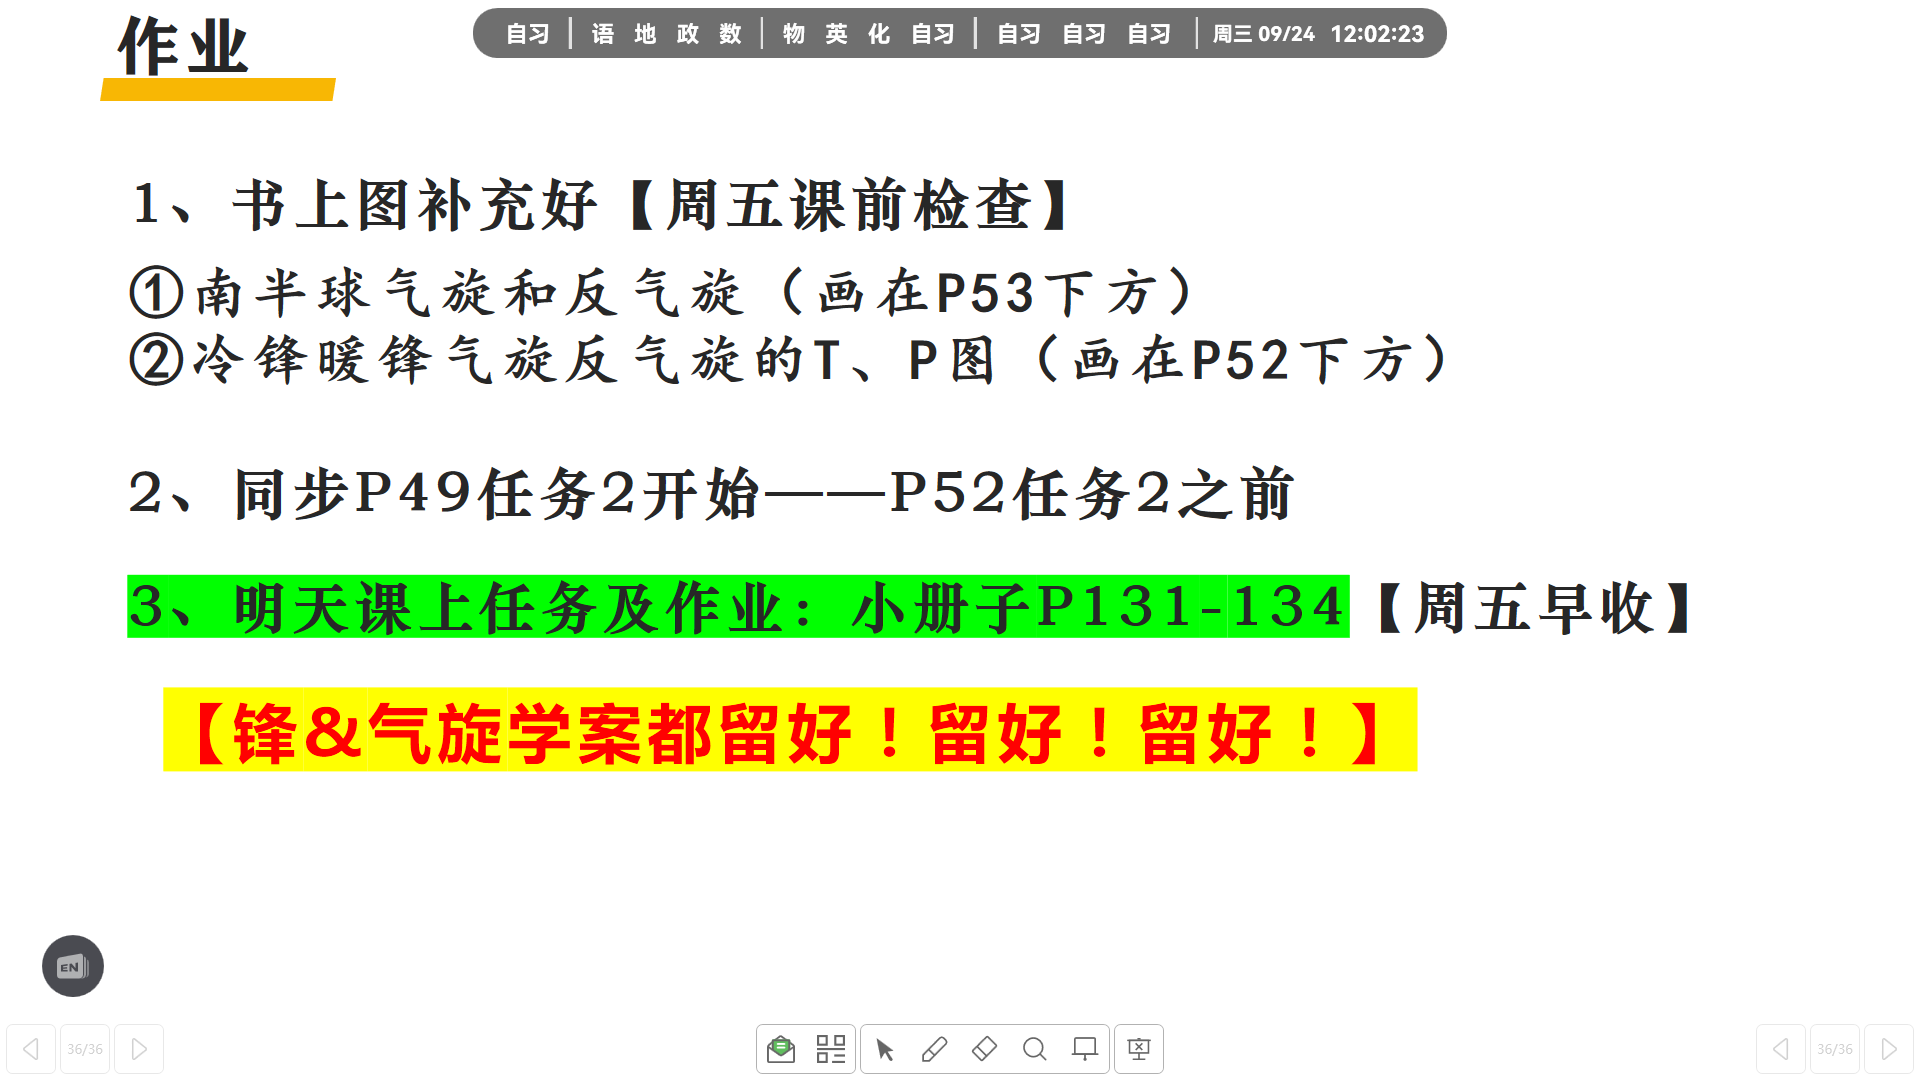 作业
自习 | 语 地 政 数 | 物 英 化 自习 | 自习 自习 自习 | 周三 09/24 12:02:23
1、书上图补充好【周五课前检查】
①南半球气旋和反气旋（画在P53下方）
②冷锋暖锋气旋反气旋的T、P图（画在P52下方）
2、同步P49任务2开始——P52任务2之前
3、明天课上任务及作业：小册子P131-134【周五早收】
【锋&气旋学案都留好！留好！留好！】
EN
36/36
36/36